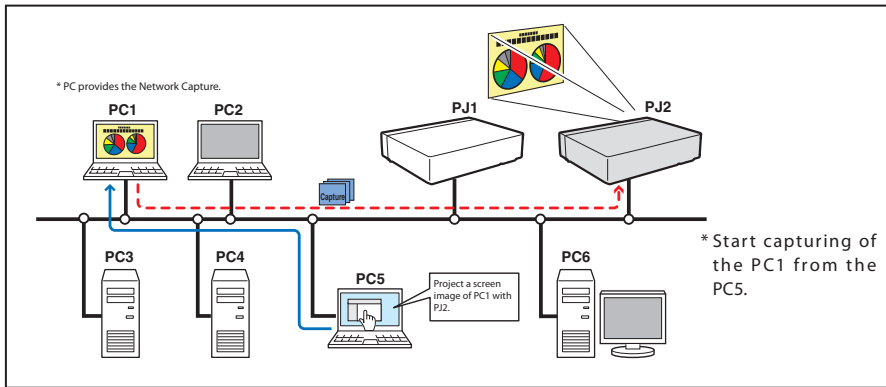 * PC provides the Network Capture.
PC1
PC2
PJ1
PJ2
Capture
PC3
PC4
PC5
Project a screen
image of PC1 with
PJ2.
PC6
* Start capturing of
the PC1 from the
PC5.